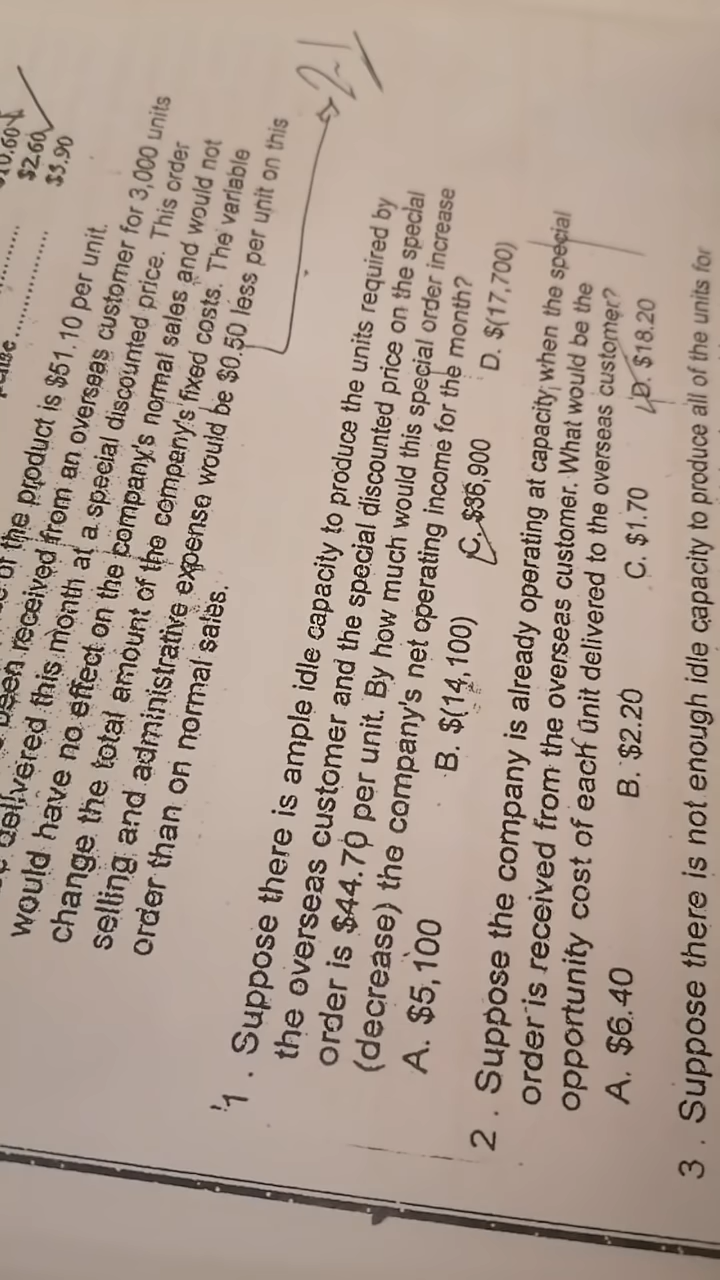 $2.60
$3.90
of the product is $51.10 per unit.
been received from an overseas customer for 3,000 units
delivered this month at a special discounted price. This order
would have no effect on the company's normal sales and would not
change the total amount of the company's fixed costs. The variable
selling and administrative expense would be $0.50 less per unit on this
order than on normal sales.
2.1
1. Suppose there is ample idle capacity to produce the units required by
the overseas customer and the special discounted price on the special
order is $44.70 per unit. By how much would this special order increase
(decrease) the company's net operating income for the month?
A. $5,100 B. $(14,100) C. $36,900 D. $(17,700)
2. Suppose the company is already operating at capacity when the special
order is received from the overseas customer. What would be the
opportunity cost of each unit delivered to the overseas customer?
A. $6.40 B. $2.20 C. $1.70 D. $18.20
3. Suppose there is not enough idle capacity to produce all of the units for